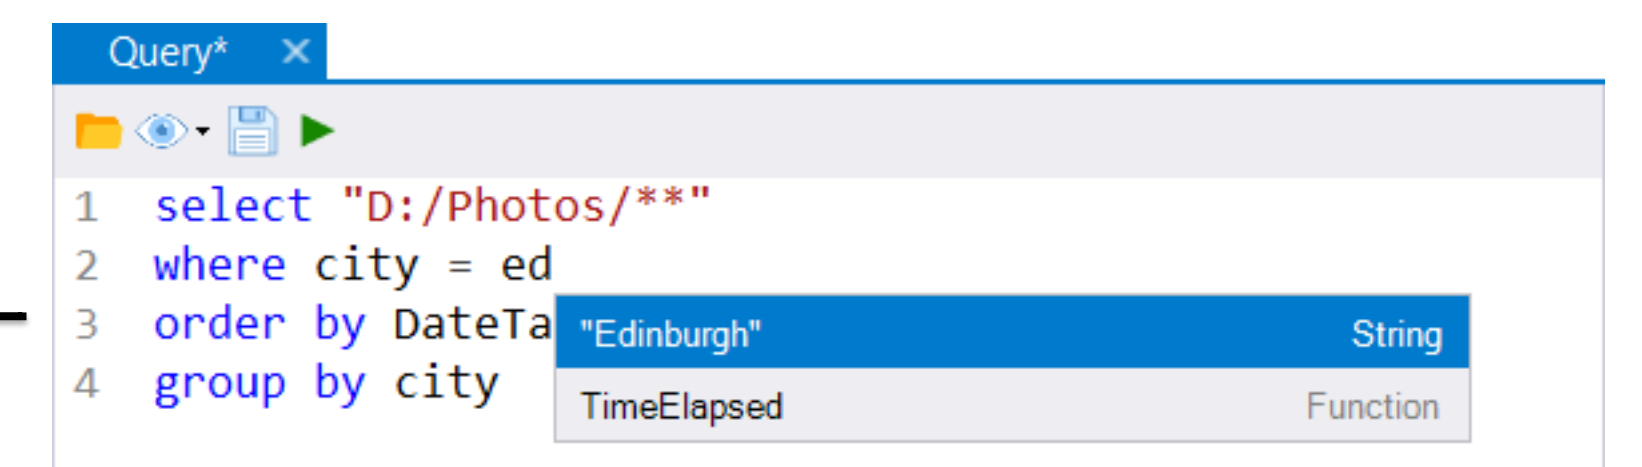 Query*
1 select "D:/Photos/**"
2 where city = ed
3 order by DateTa
4 group by city
"Edinburgh" String
TimeElapsed Function